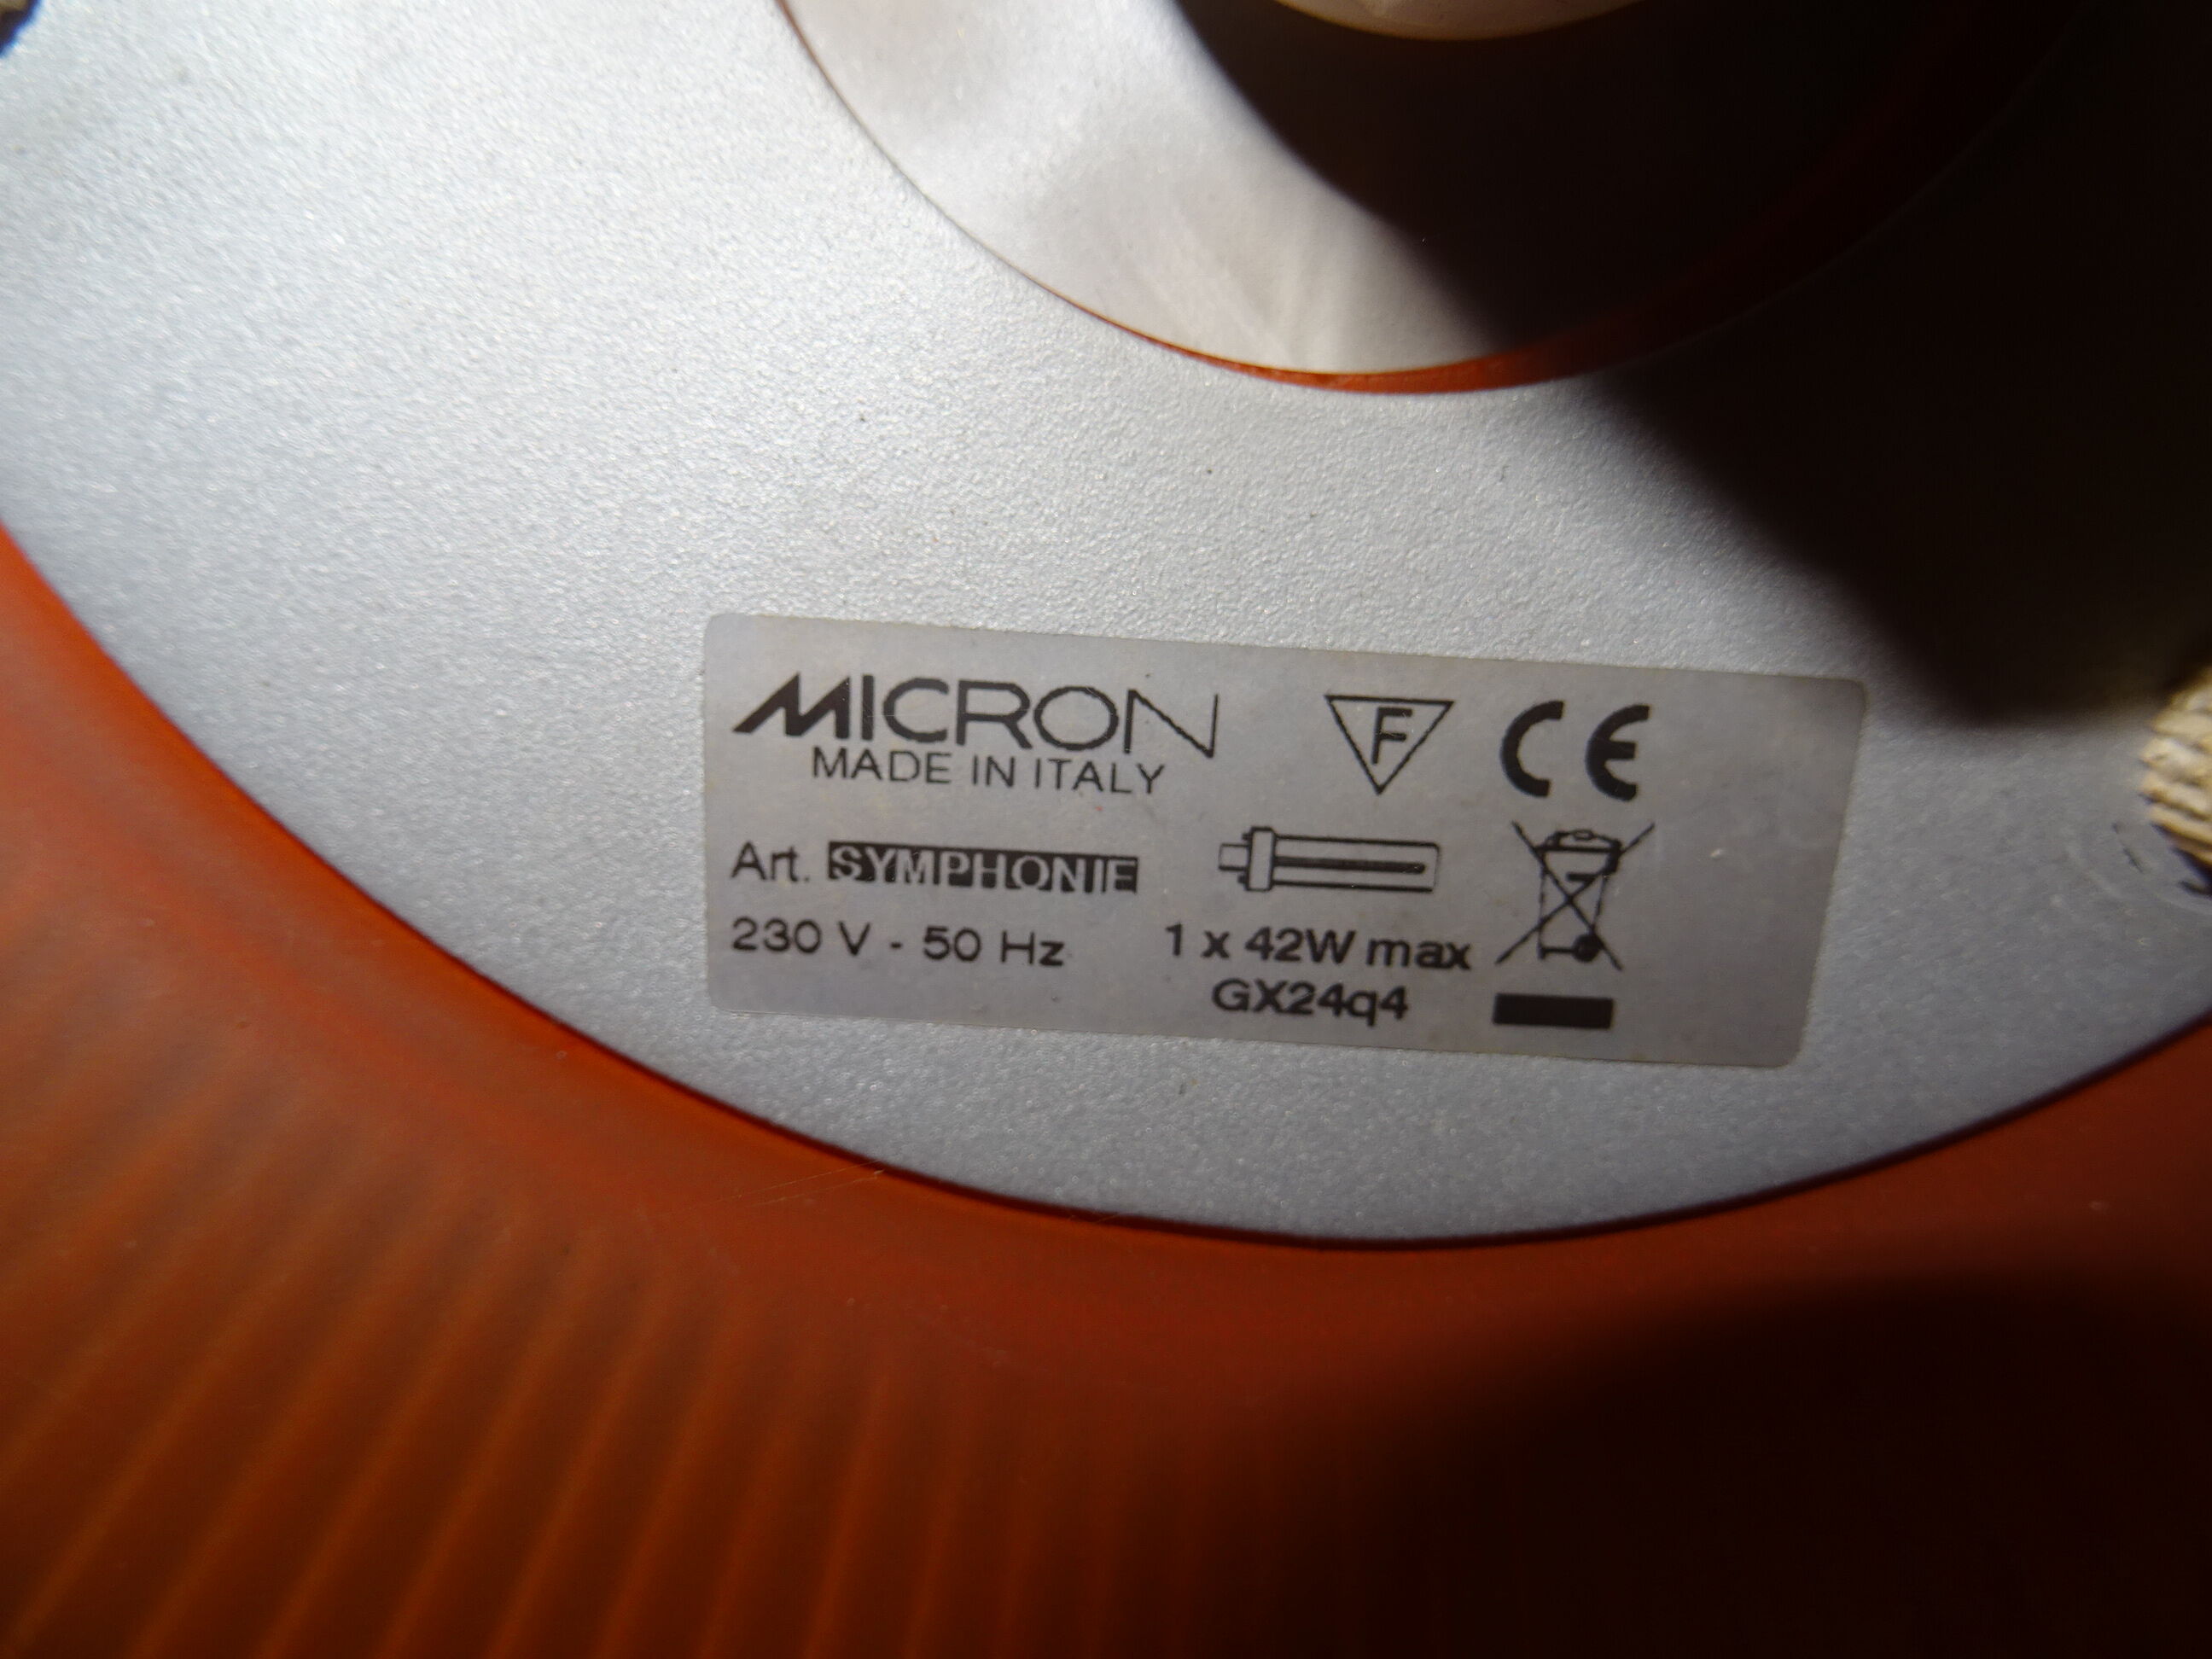 MICRON
MADE IN ITALY
F CE
Art. SYMPHONIE
230 V - 50 Hz
1 x 42W max
GX24q4